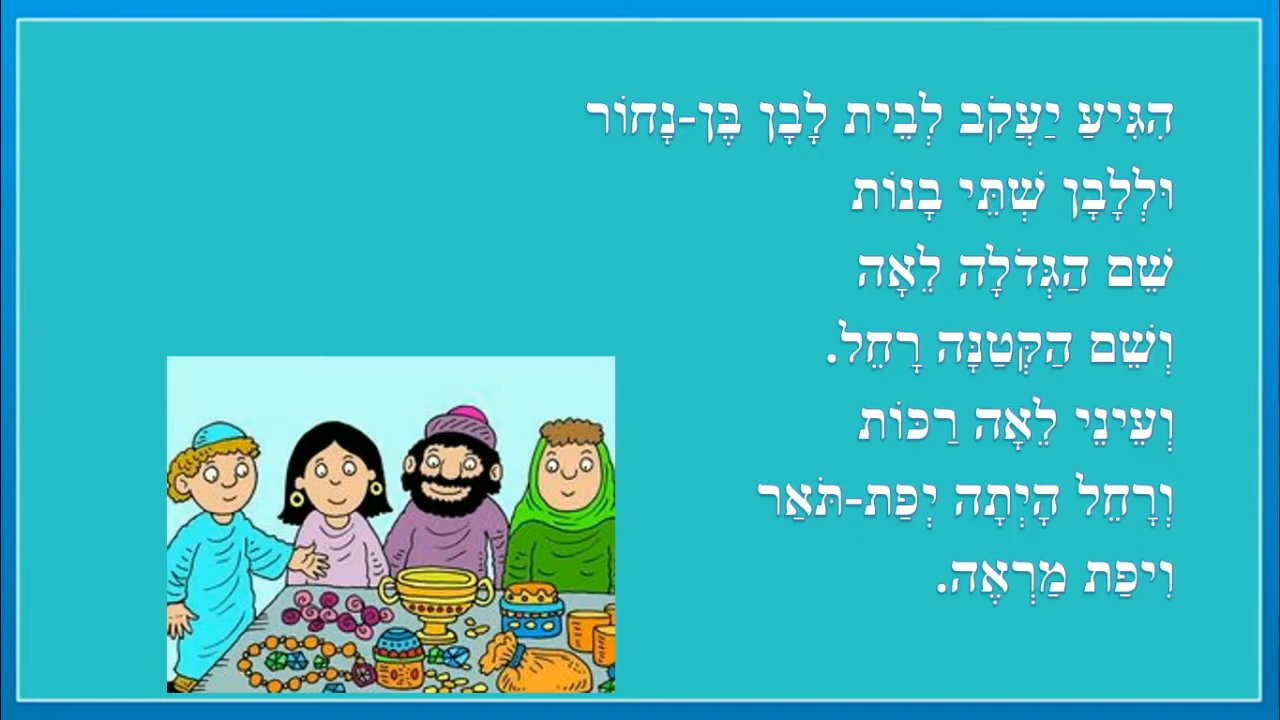 הִגִּיעַ יַעֲקֹב לְבֵית לָבָן בֶּן-נָחוֹר
וּלְלָבָן שְׁתֵּי בָנוֹת
שֵׁם הַגְּדֹלָה לֵאָה
וְשֵׁם הַקְּטַנָּה רָחֵל.
וְעֵינֵי לֵאָה רַכּוֹת
וְרָחֵל הָיְתָה יְפַת-תֹּאַר
וִיפַת מַרְאֶה.